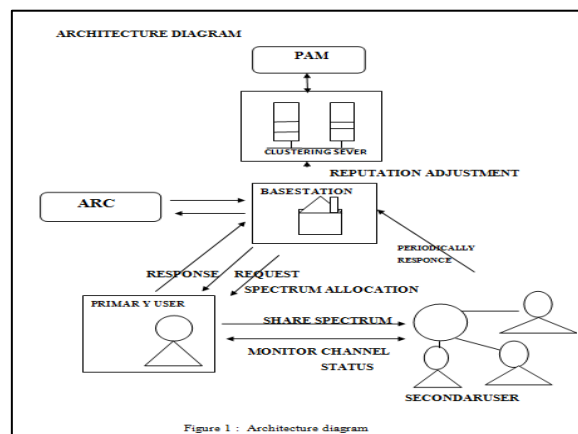 ARCHITECTURE DIAGRAM
PAM
CLUSTERING SEVER
REPUTATION ADJUSTMENT
BASESTATION
ARC
PERIODICALLY
RESPONCE
RESPONSE
REQUEST
SPECTRUM ALLOCATION
PRIMAR Y USER
SHARE SPECTRUM
MONITOR CHANNEL
STATUS
SECONDARUSER
Figure 1 : Architecture diagram